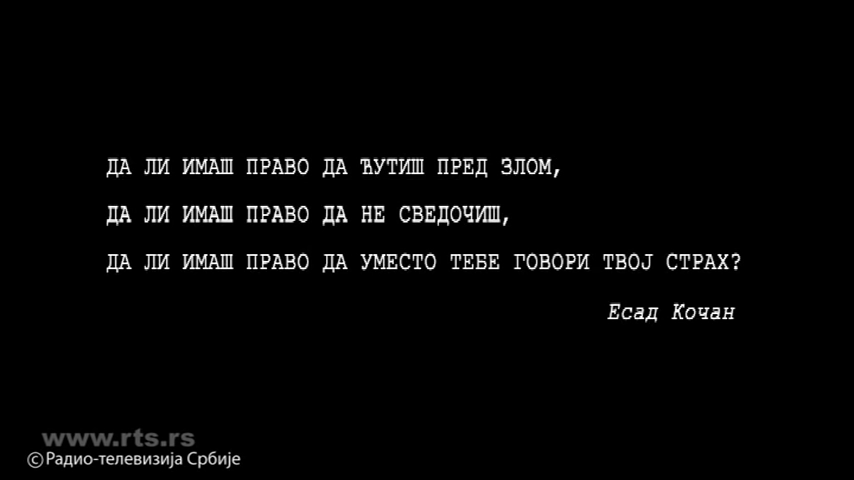 ДА ЛИ ИМАШ ПРАВО ДА ЋУТИШ ПРЕД ЗЛОМ,
ДА ЛИ ИМАШ ПРАВО ДА НЕ СВЕДОЧИШ,
ДА ЛИ ИМАШ ПРАВО ДА УМЕСТО ТЕБЕ ГОВОРИ ТВОЈ СТРАХ?
Есад Кочан
www.rts.rs
©Радио-телевизија Србије